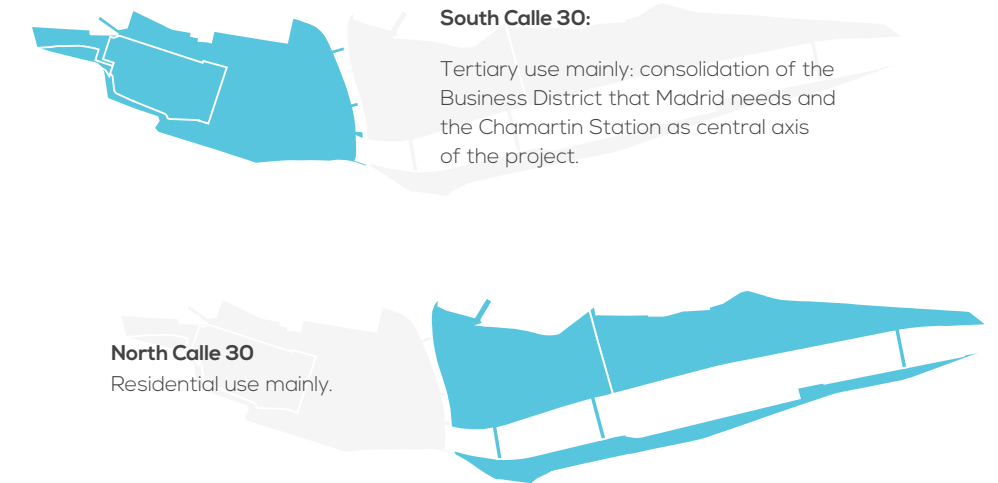 South Calle 30:
Tertiary use mainly: consolidation of the
Business District that Madrid needs and
the Chamartin Station as central axis
of the project.
North Calle 30
Residential use mainly.